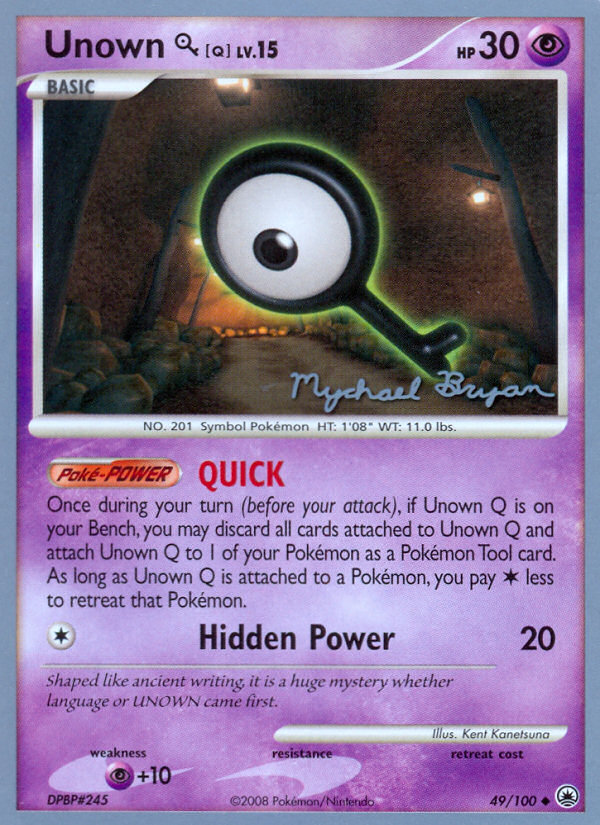 Unown Q [Q] LV.15 HP 30
BASIC
Mychael Bryan
NO. 201 Symbol Pokémon HT: 1'08" WT: 11.0 lbs.
Poké-POWER QUICK
Once during your turn (before your attack), if Unown Q is on
your Bench, you may discard all cards attached to Unown Q and
attach Unown Q to 1 of your Pokémon as a Pokémon Tool card.
As long as Unown Q is attached to a Pokémon, you pay ✶ less
to retreat that Pokémon.
Hidden Power 20
Shaped like ancient writing, it is a huge mystery whether
language or UNOWN came first.
Illus. Kent Kanetsuna
weakness resistance retreat cost
+10
DPBP#245 ©2008 Pokémon/Nintendo 49/100